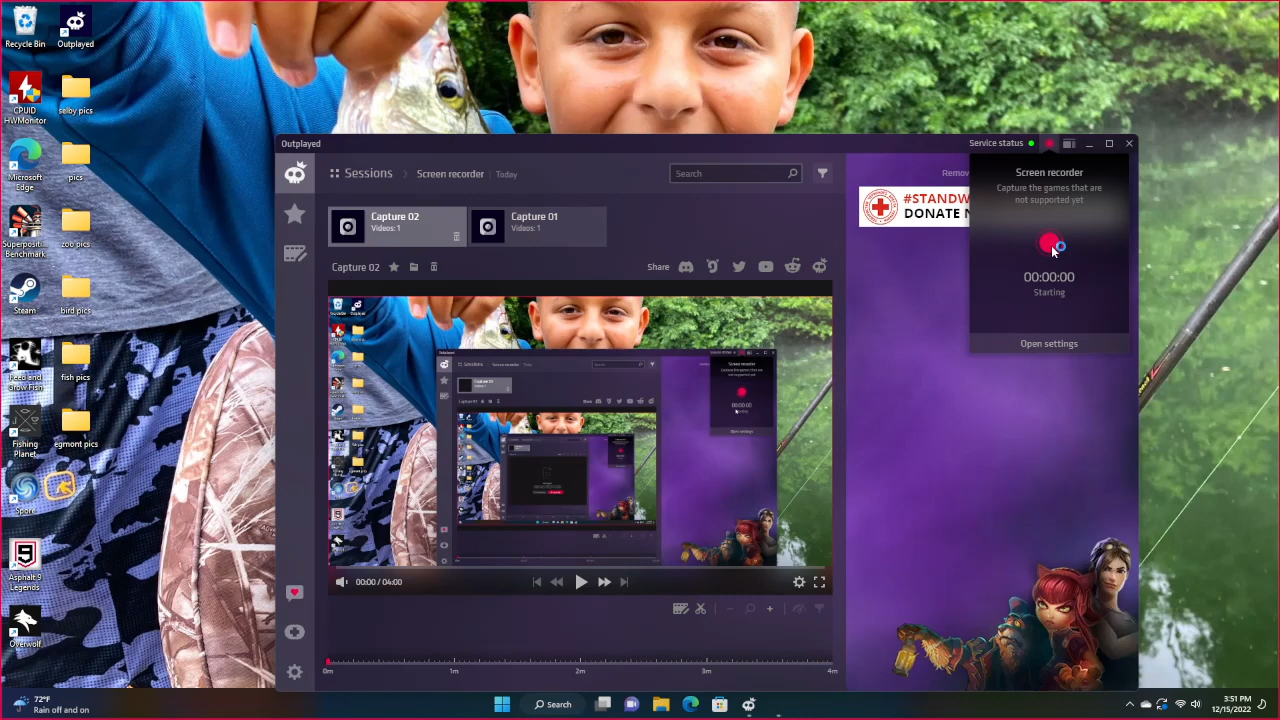 Recycle Bin
Outplayed
CPUID
HWMonitor
selby pics
Microsoft
Edge
pics
Superpositi...
Benchmark
zoo pics
Steam
bird pics
Feed and
Grow Fish
fish pics
Fishing
Planet
egmont pics
Spore
Asphalt 9
Legends
Overwolf
Outplayed
Service status
Sessions
Screen recorder
Today
Search
Capture 02
Videos: 1
Capture 01
Videos: 1
Capture 02
Share
Remov
#STANDW
DONATE N
Screen recorder
Capture the games that are
not supported yet
00:00:00
Starting
Open settings
00:00 / 04:00
0m
1m
2m
3m
4m
72°F
Rain off and on
Search
3:51 PM
12/15/2022